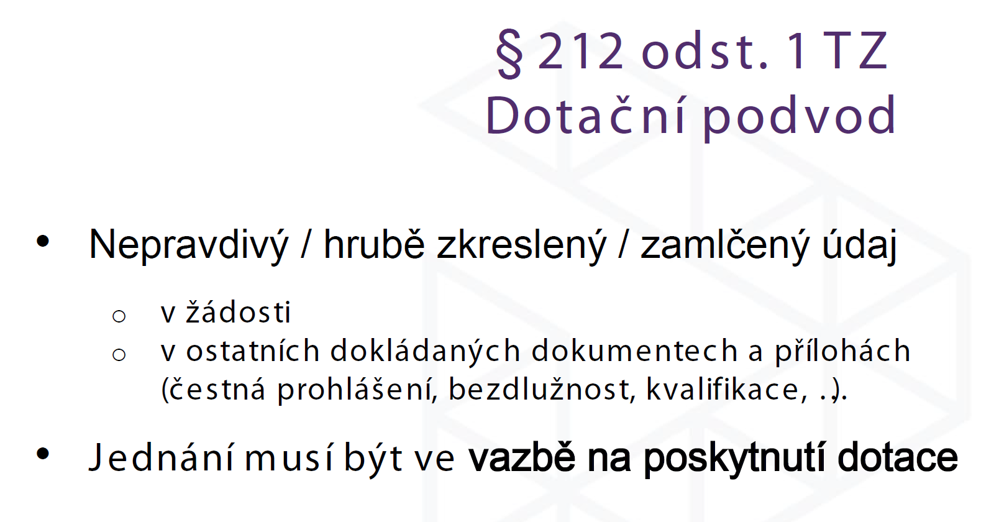 § 212 odst. 1 TZ
Dotační podvod
• Nepravdivý / hrubě zkreslený / zamlčený údaj
o v žádosti
o v ostatních dokládaných dokumentech a přílohách
(čestná prohlášení, bezdlužnost, kvalifikace, ..).
• Jednání musí být ve vazbě na poskytnutí dotace